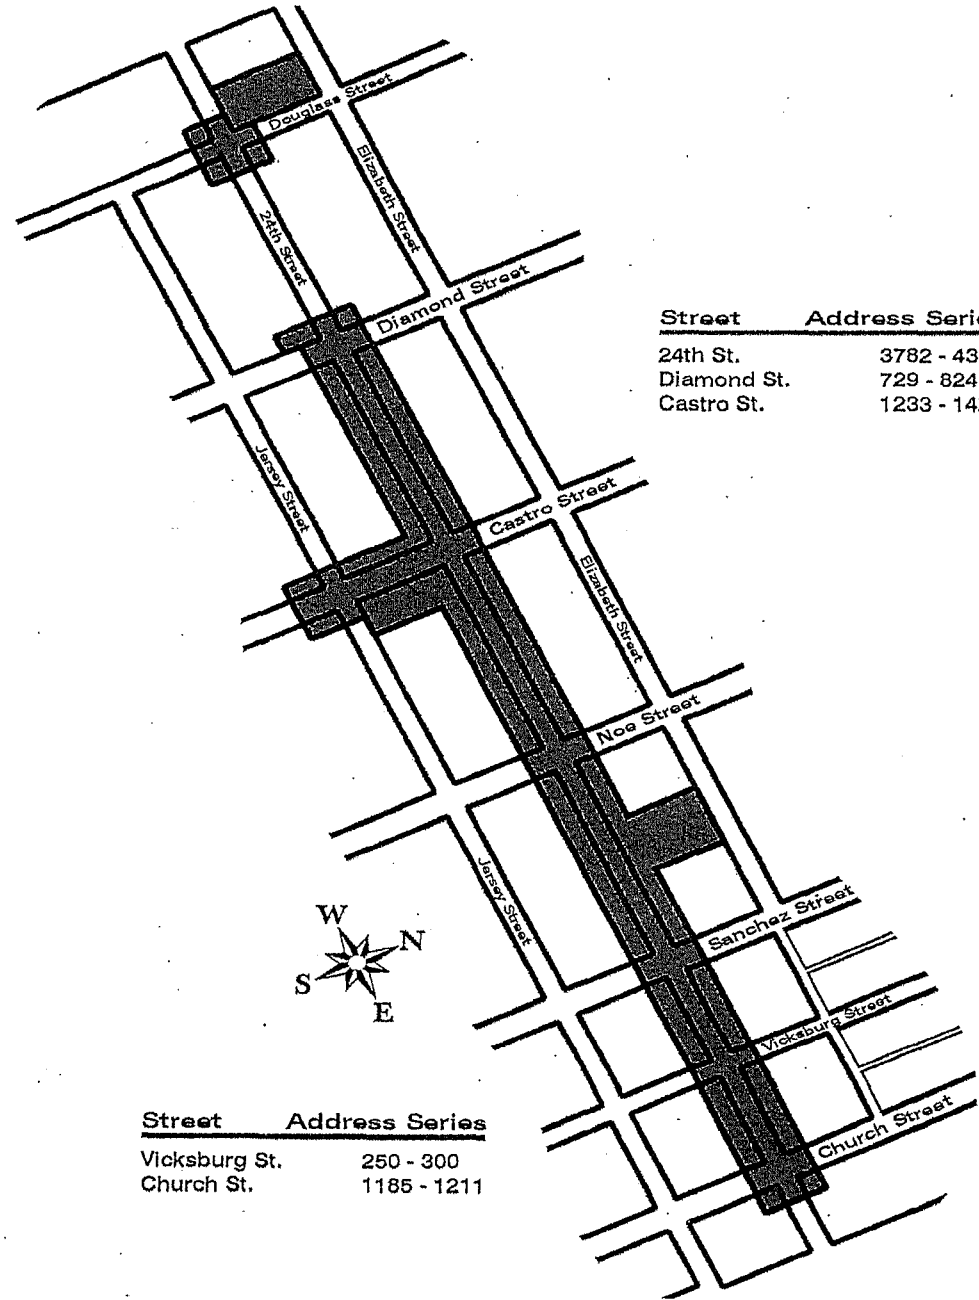 Douglass Street
Elizabeth Street
24th Street
Diamond Street
Street Address Serie
24th St. 3782 - 43
Diamond St. 729 - 824
Castro St. 1233 - 14
Jersey Street
Castro Street
Elizabeth Street
Noe Street
Jersey Street
Sanchez Street
W
N
S
E
Vicksburg Street
Church Street
Street Address Series
Vicksburg St. 250 - 300
Church St. 1185 - 1211